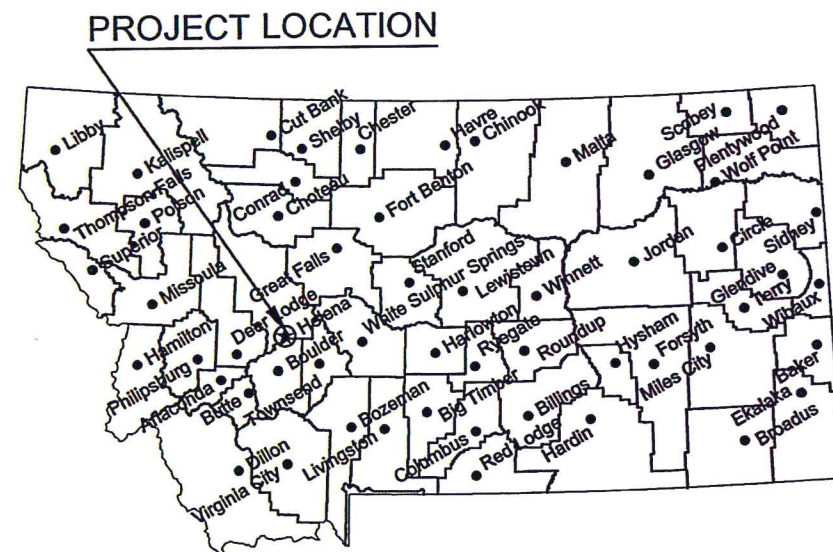 PROJECT LOCATION
Libby
Kalispell
Cut Bank
Shelby
Chester
Havre
Chinook
Malta
Glasgow
Scobey
Plentywood
Wolf Point
Thompson Falls
Polson
Conrad
Choteau
Fort Benton
Superior
Great Falls
Stanford
Lewistown
Winnett
Jordan
Circle
Sidney
Missoula
Deer Lodge
Helena
White Sulphur Springs
Glendive
Terry
Wibaux
Hamilton
Philipsburg
Anaconda
Butte
Boulder
Townsend
Harlowton
Ryegate
Roundup
Hysham
Forsyth
Miles City
Baker
Bozeman
Livingston
Big Timber
Columbus
Billings
Red Lodge
Hardin
Ekalaka
Broadus
Dillon
Virginia City